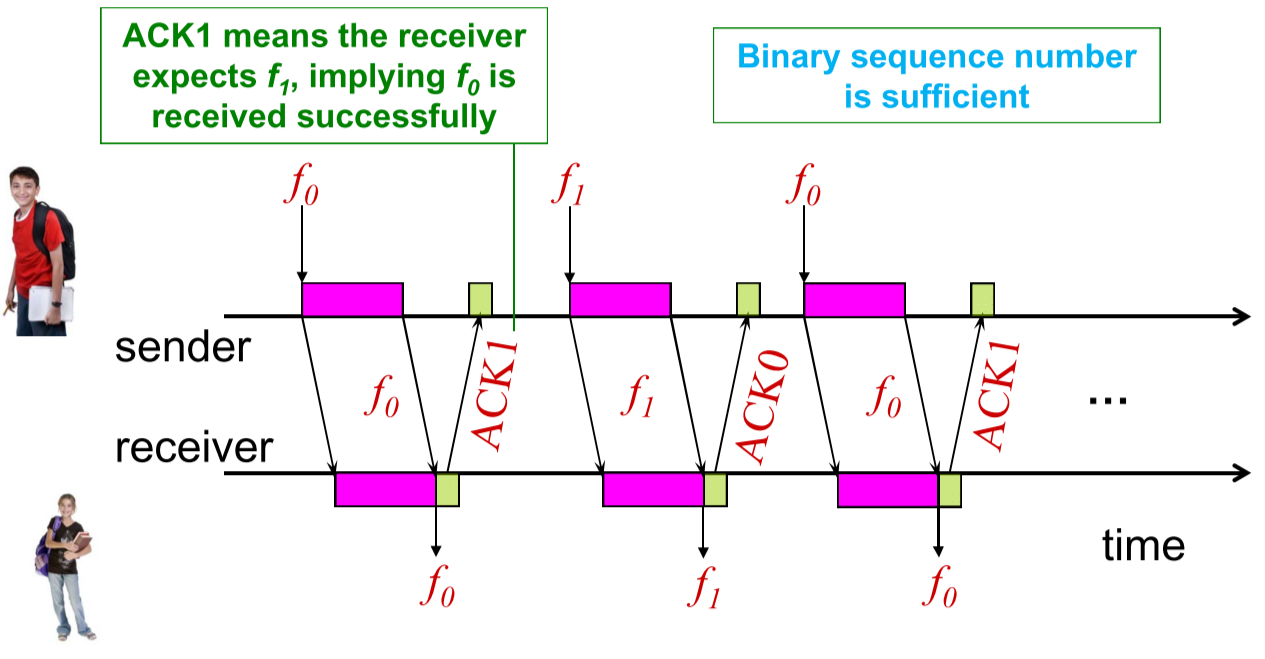 ACK1 means the receiver
expects f1, implying f0 is
received successfully
Binary sequence number
is sufficient
f0
f1
f0
sender
f0
ACK1
f1
ACK0
f0
ACK1
...
receiver
time
f0
f1
f0